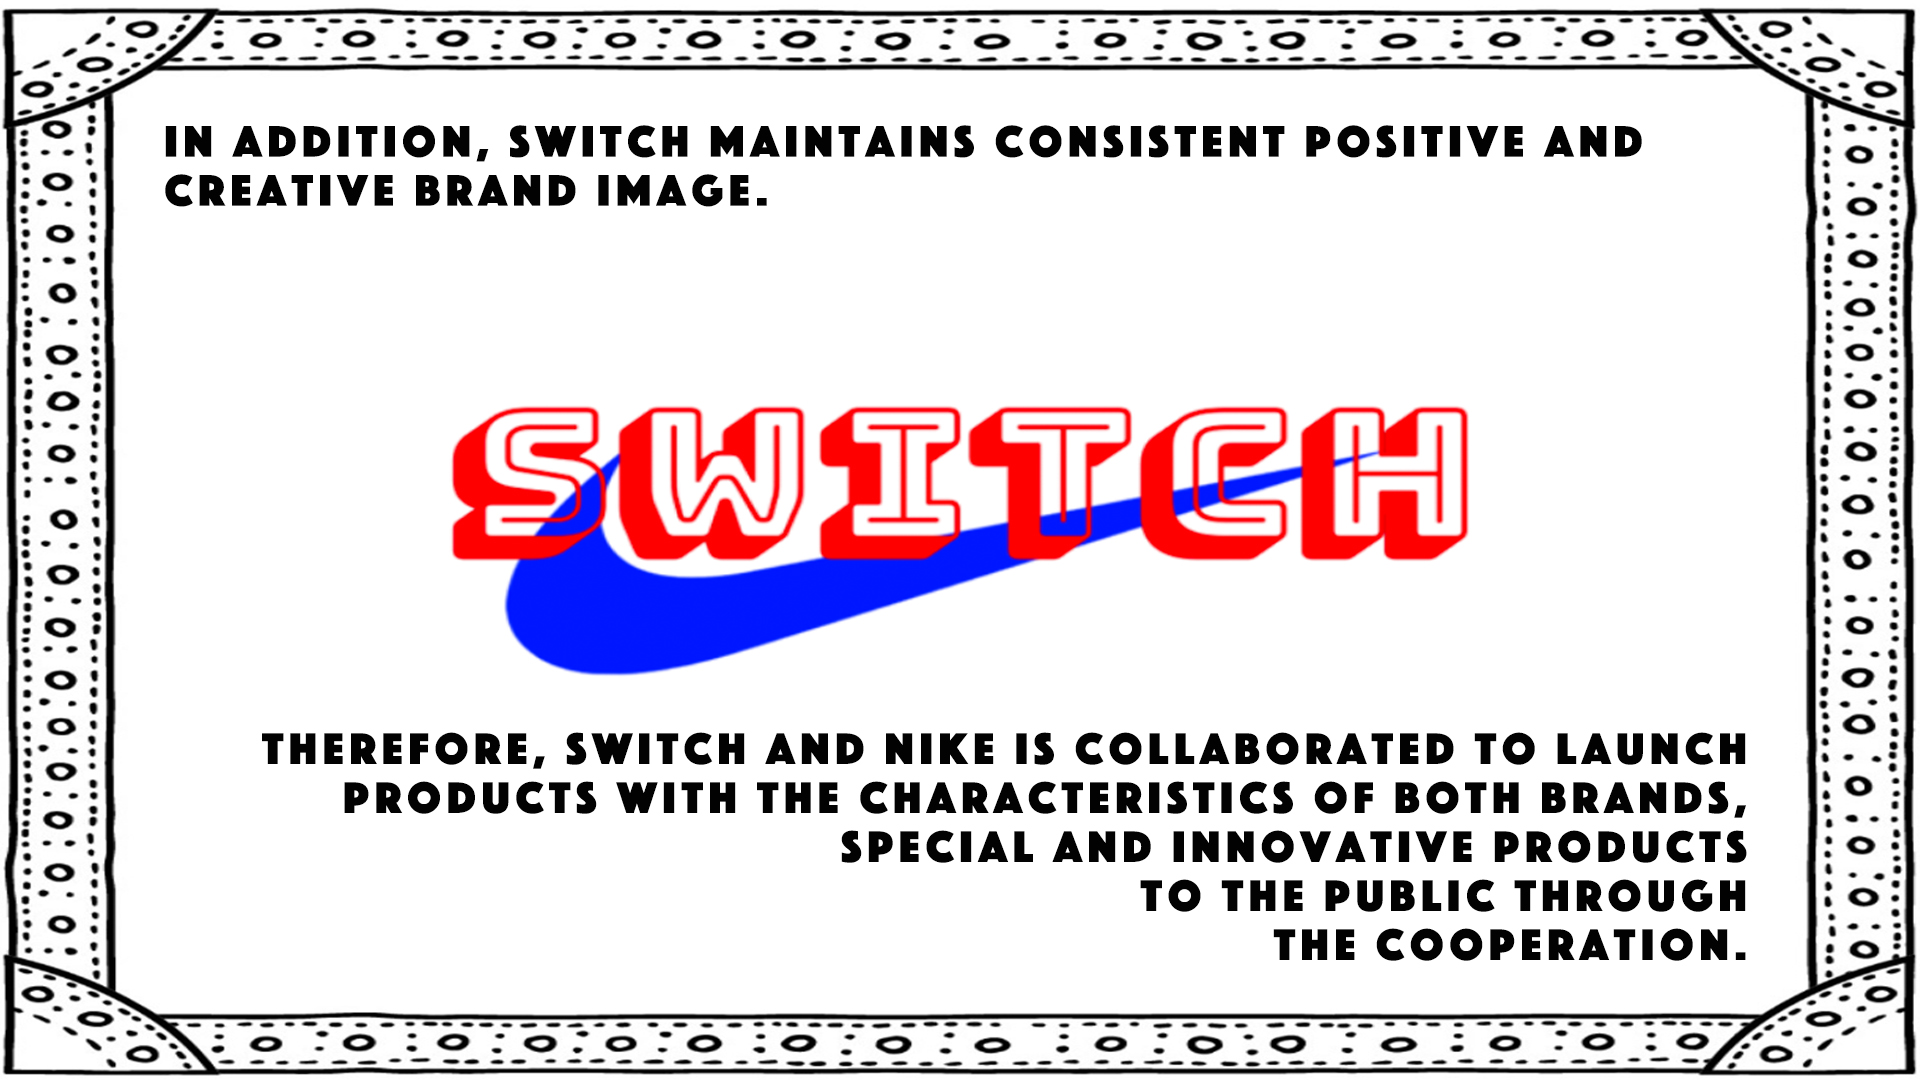 IN ADDITION, SWITCH MAINTAINS CONSISTENT POSITIVE AND
CREATIVE BRAND IMAGE.
SWITCH
THEREFORE, SWITCH AND NIKE IS COLLABORATED TO LAUNCH
PRODUCTS WITH THE CHARACTERISTICS OF BOTH BRANDS,
SPECIAL AND INNOVATIVE PRODUCTS
TO THE PUBLIC THROUGH
THE COOPERATION.